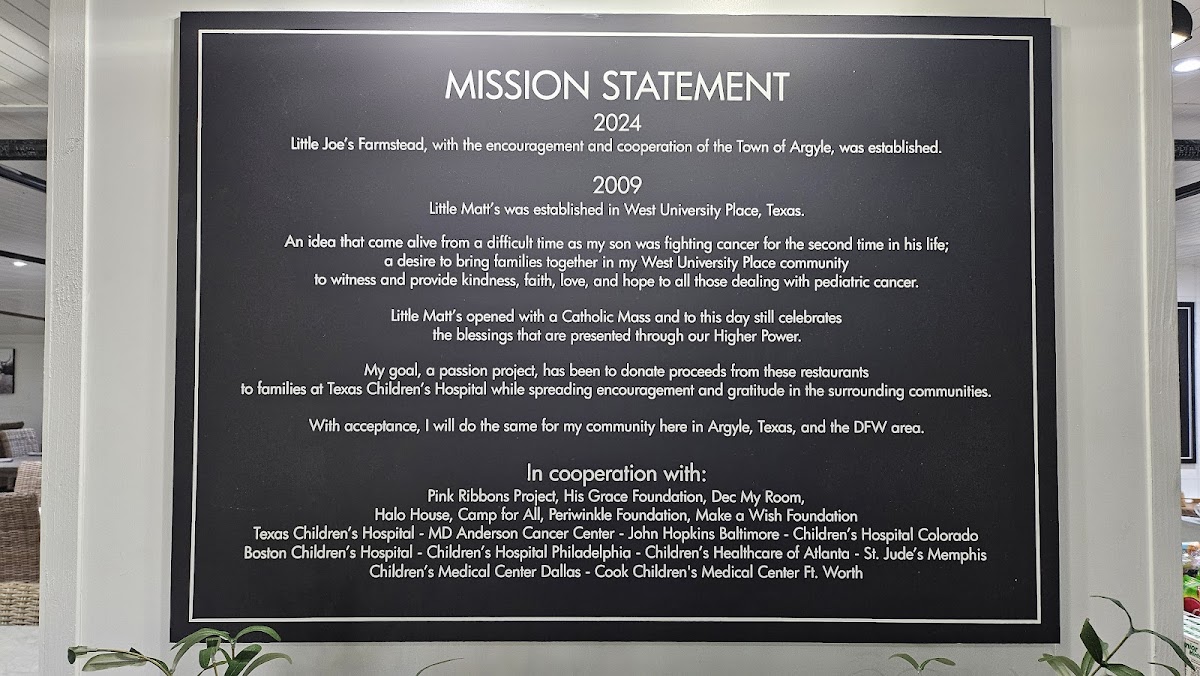 MISSION STATEMENT
2024
Little Joe's Farmstead, with the encouragement and cooperation of the Town of Argyle, was established.
2009
Little Matt's was established in West University Place, Texas.
An idea that came alive from a difficult time as my son was fighting cancer for the second time in his life;
a desire to bring families together in my West University Place community
to witness and provide kindness, faith, love, and hope to all those dealing with pediatric cancer.
Little Matt's opened with a Catholic Mass and to this day still celebrates
the blessings that are presented through our Higher Power.
My goal, a passion project, has been to donate proceeds from these restaurants
to families at Texas Children's Hospital while spreading encouragement and gratitude in the surrounding communities.
With acceptance, I will do the same for my community here in Argyle, Texas, and the DFW area.
In cooperation with:
Pink Ribbons Project, His Grace Foundation, Dec My Room,
Halo House, Camp for All, Periwinkle Foundation, Make a Wish Foundation
Texas Children's Hospital - MD Anderson Cancer Center - John Hopkins Baltimore - Children's Hospital Colorado
Boston Children's Hospital - Children's Hospital Philadelphia - Children's Healthcare of Atlanta - St. Jude's Memphis
Children's Medical Center Dallas - Cook Children's Medical Center Ft. Worth